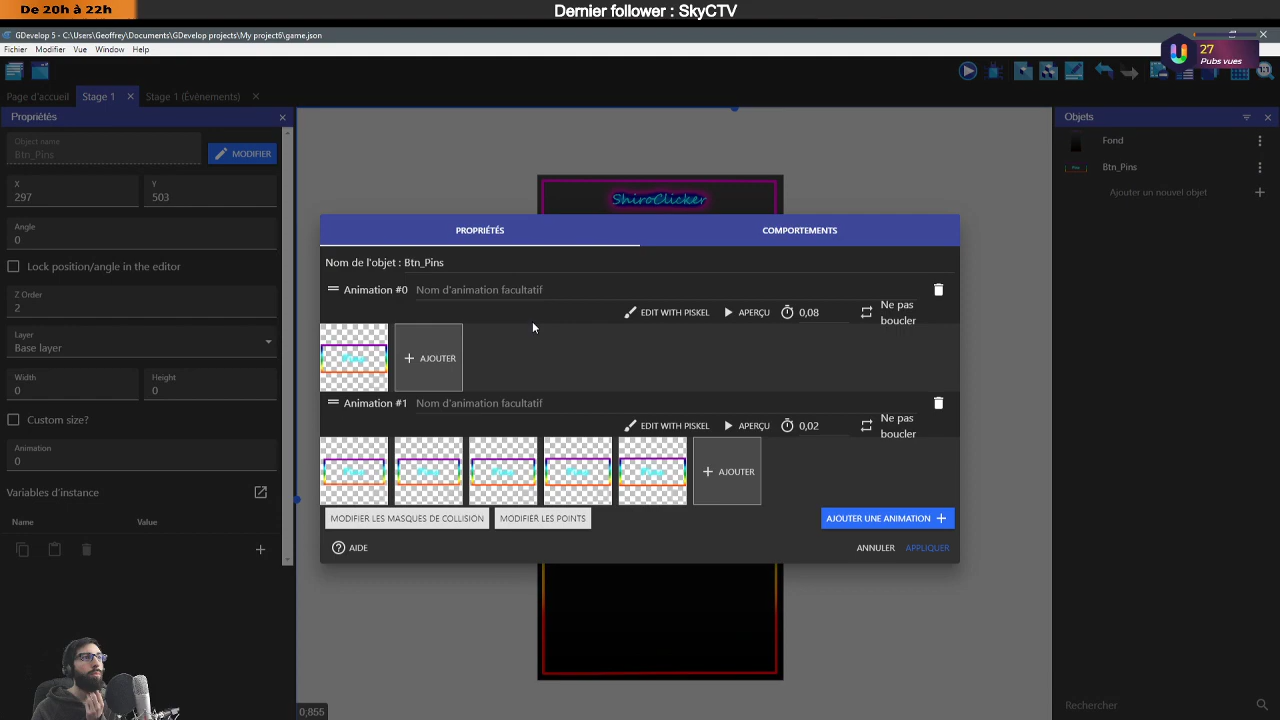 De 20h à 22h
Dernier follower : SkyCTV
GDevelop 5 - C:\Users\Geoffrey\Documents\GDevelop projects\My project6\game.json
Fichier Modifier Vue Window Help
27
Pubs vues
1:1
Page d'accueil Stage 1 Stage 1 (Événements)
Propriétés
Object name
Btn_Pins
MODIFIER
X
297
Y
503
Angle
0
Lock position/angle in the editor
Z Order
2
Layer
Base layer
Width
0
Height
0
Custom size?
Animation
0
Variables d'instance
Name Value
ShiroClicker
PROPRIÉTÉS COMPORTEMENTS
Nom de l'objet : Btn_Pins
Animation #0 Nom d'animation facultatif
EDIT WITH PISKEL APERÇU 0,08 Ne pas
boucler
AJOUTER
Animation #1 Nom d'animation facultatif
EDIT WITH PISKEL APERÇU 0,02 Ne pas
boucler
AJOUTER
MODIFIER LES MASQUES DE COLLISION MODIFIER LES POINTS AJOUTER UNE ANIMATION
AIDE ANNULER APPLIQUER
0;855
Objets
Fond
Btn_Pins
Ajouter un nouvel objet
Rechercher